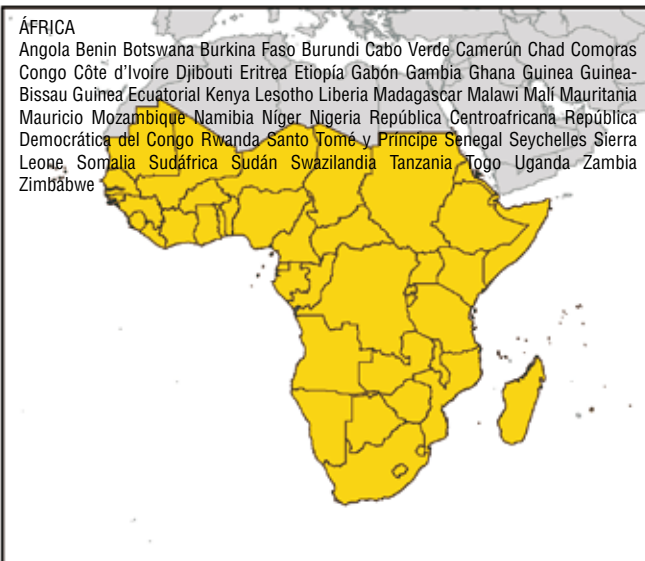 ÁFRICA
Angola Benin Botswana Burkina Faso Burundi Cabo Verde Camerún Chad Comoras
Congo Côte d'Ivoire Djibouti Eritrea Etiopía Gabón Gambia Ghana Guinea Guinea-
Bissau Guinea Ecuatorial Kenya Lesotho Liberia Madagascar Malawi Malí Mauritania
Mauricio Mozambique Namibia Níger Nigeria República Centroafricana República
Democrática del Congo Rwanda Santo Tomé y Príncipe Senegal Seychelles Sierra
Leone Somalia Sudáfrica Sudán Swazilandia Tanzania Togo Uganda Zambia
Zimbabwe